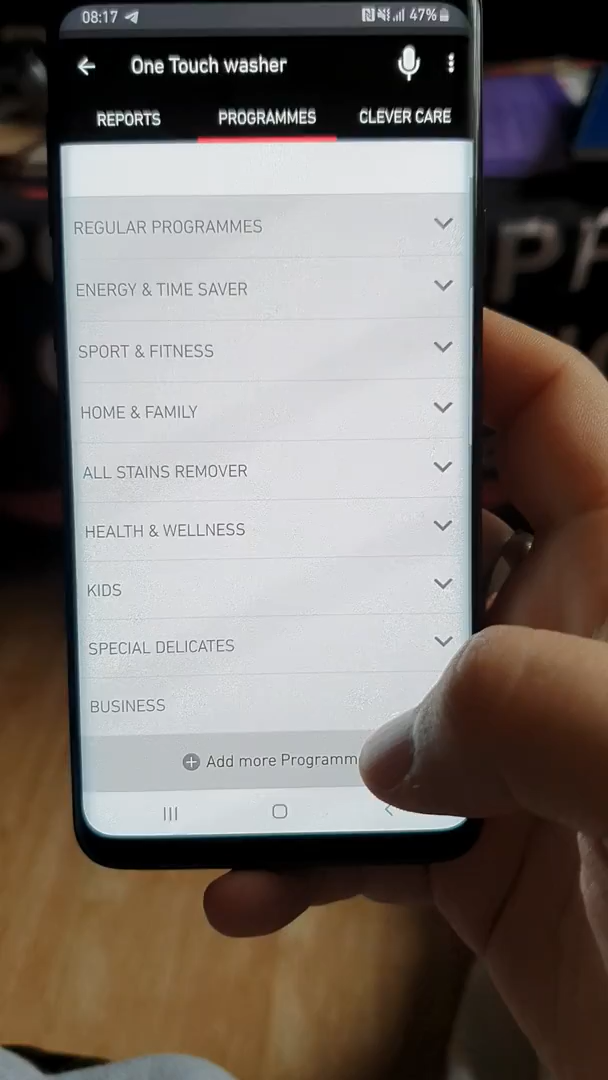 08:17 47%
One Touch washer
REPORTS PROGRAMMES CLEVER CARE
REGULAR PROGRAMMES
ENERGY & TIME SAVER
SPORT & FITNESS
HOME & FAMILY
ALL STAINS REMOVER
HEALTH & WELLNESS
KIDS
SPECIAL DELICATES
BUSINESS
Add more Programm